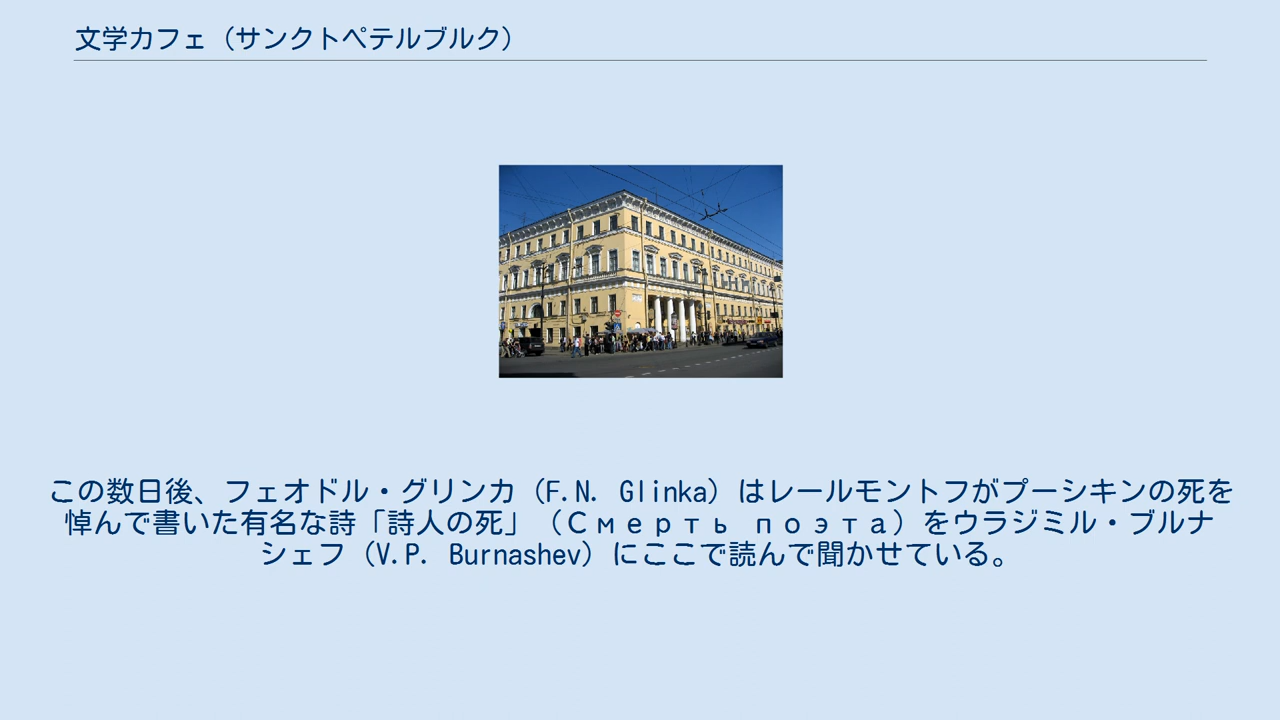 文学カフェ（サンクトペテルブルク）
この数日後、フェオドル・グリンカ（F.N. Glinka）はレールモントフがプーシキンの死を
悼んで書いた有名な詩「詩人の死」（Смерть поэта）をウラジミル・ブルナ
シェフ（V.P. Burnashev）にここで読んで聞かせている。